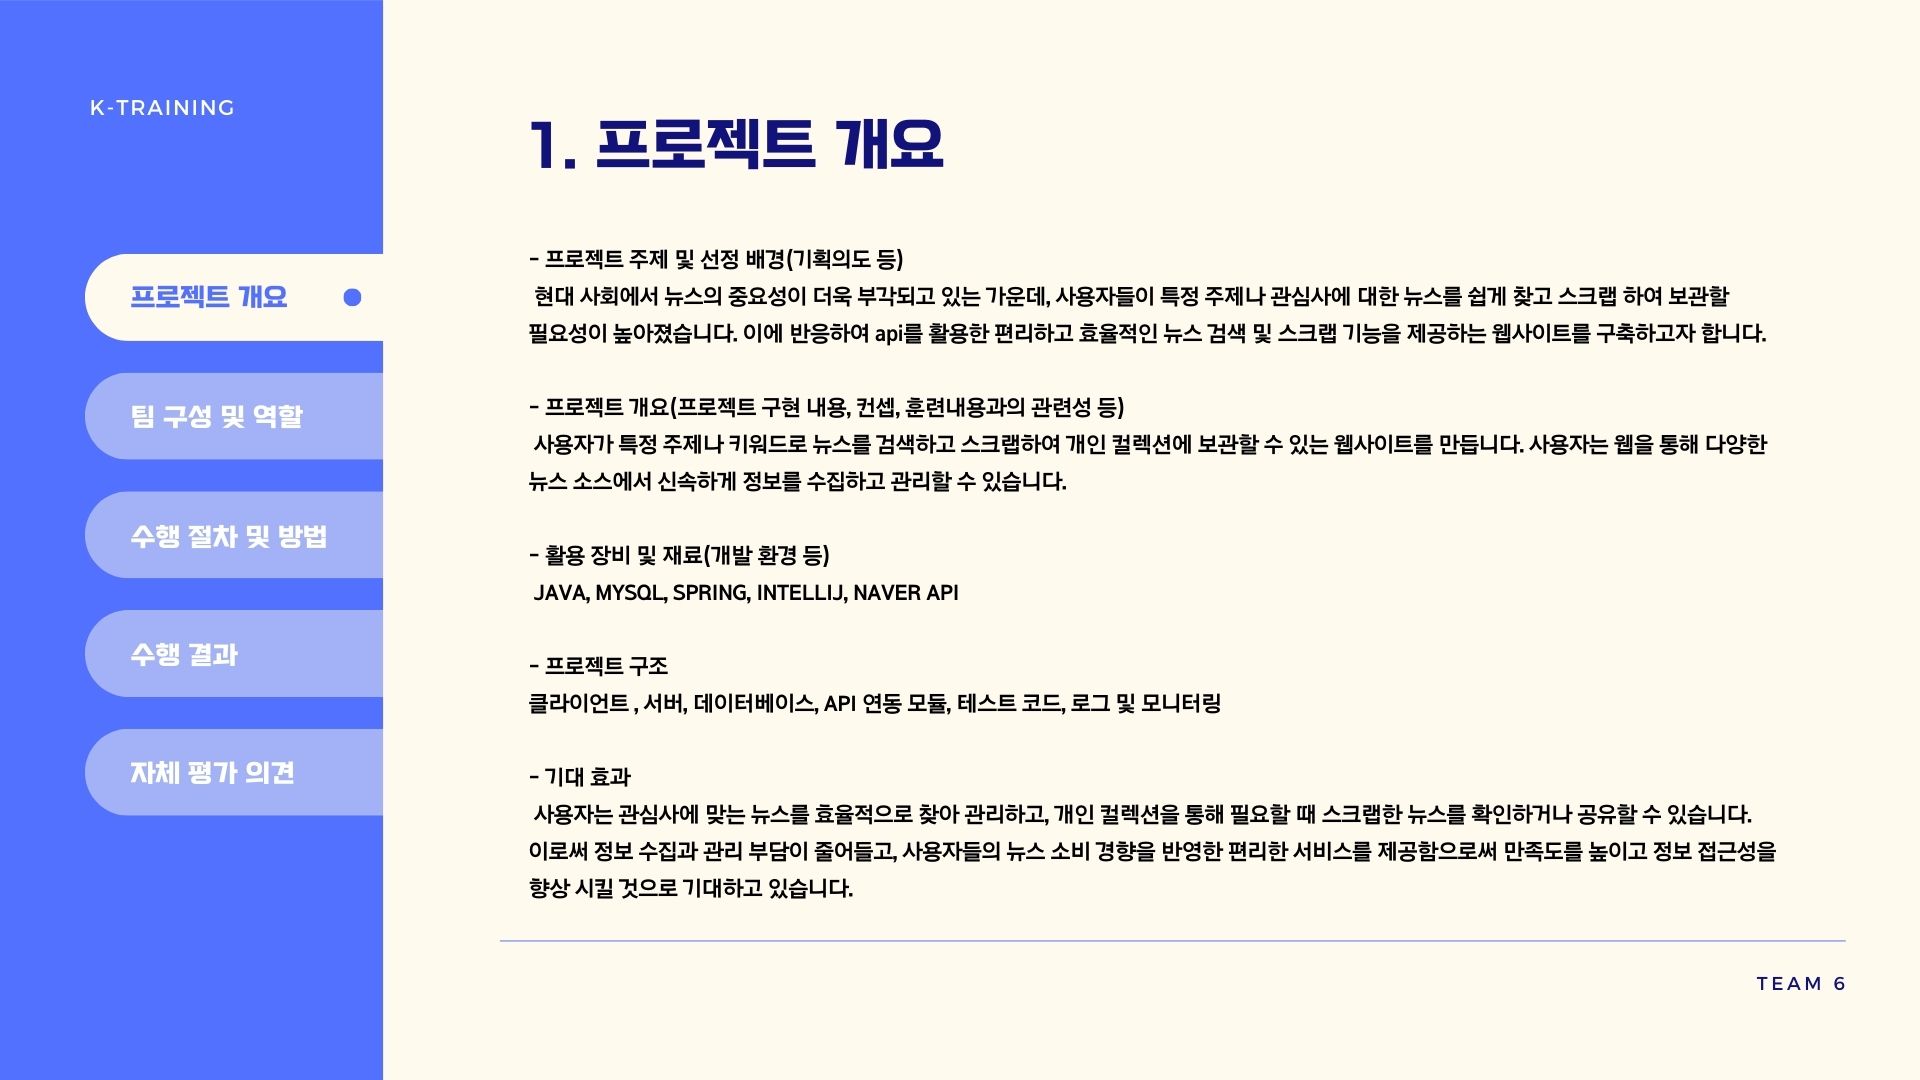 K-TRAINING
프로젝트 개요
팀 구성 및 역할
수행 절차 및 방법
수행 결과
자체 평가 의견
1. 프로젝트 개요
- 프로젝트 주제 및 선정 배경(기획의도 등)
현대 사회에서 뉴스의 중요성이 더욱 부각되고 있는 가운데, 사용자들이 특정 주제나 관심사에 대한 뉴스를 쉽게 찾고 스크랩 하여 보관할
필요성이 높아졌습니다. 이에 반응하여 api를 활용한 편리하고 효율적인 뉴스 검색 및 스크랩 기능을 제공하는 웹사이트를 구축하고자 합니다.
- 프로젝트 개요(프로젝트 구현 내용, 컨셉, 훈련내용과의 관련성 등)
사용자가 특정 주제나 키워드로 뉴스를 검색하고 스크랩하여 개인 컬렉션에 보관할 수 있는 웹사이트를 만듭니다. 사용자는 웹을 통해 다양한
뉴스 소스에서 신속하게 정보를 수집하고 관리할 수 있습니다.
- 활용 장비 및 재료(개발 환경 등)
JAVA, MYSQL, SPRING, INTELLIJ, NAVER API
- 프로젝트 구조
클라이언트 , 서버, 데이터베이스, API 연동 모듈, 테스트 코드, 로그 및 모니터링
- 기대 효과
사용자는 관심사에 맞는 뉴스를 효율적으로 찾아 관리하고, 개인 컬렉션을 통해 필요할 때 스크랩한 뉴스를 확인하거나 공유할 수 있습니다.
이로써 정보 수집과 관리 부담이 줄어들고, 사용자들의 뉴스 소비 경향을 반영한 편리한 서비스를 제공함으로써 만족도를 높이고 정보 접근성을
향상 시킬 것으로 기대하고 있습니다.
TEAM 6